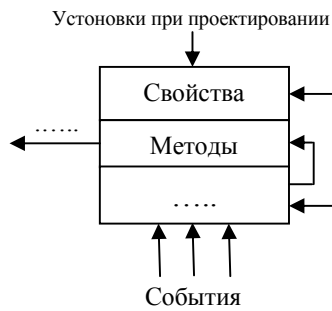 Устоновки при проектировании
Свойства
……
Методы
…..
События